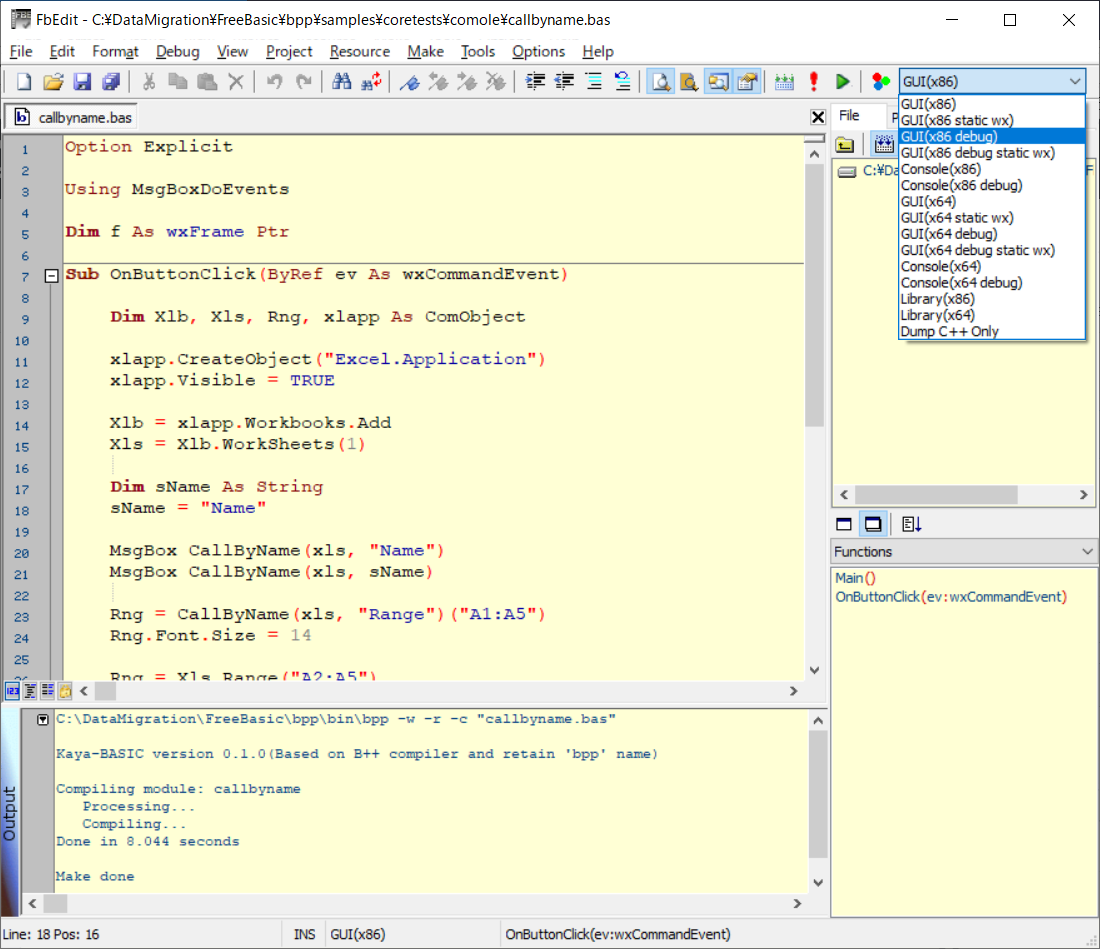 FbEdit - C:¥DataMigration¥FreeBasic¥bpp¥samples¥coretests¥comole¥callbyname.bas
File Edit Format Debug View Project Resource Make Tools Options Help
GUI(x86)
GUI(x86)
GUI(x86 static wx)
GUI(x86 debug)
GUI(x86 debug static wx)
Console(x86)
Console(x86 debug)
GUI(x64)
GUI(x64 static wx)
GUI(x64 debug)
GUI(x64 debug static wx)
Console(x64)
Console(x64 debug)
Library(x86)
Library(x64)
Dump C++ Only
callbyname.bas
File
1 Option Explicit
2
3 Using MsgBoxDoEvents
4
5 Dim f As wxFrame Ptr
6
7 Sub OnButtonClick(ByRef ev As wxCommandEvent)
8
9 Dim Xlb, Xls, Rng, xlapp As ComObject
10
11 xlapp.CreateObject("Excel.Application")
12 xlapp.Visible = TRUE
13
14 Xlb = xlapp.Workbooks.Add
15 Xls = Xlb.WorkSheets(1)
16
17 Dim sName As String
18 sName = "Name"
19
20 MsgBox CallByName(xls, "Name")
21 MsgBox CallByName(xls, sName)
22
23 Rng = CallByName(xls, "Range")("A1:A5")
24 Rng.Font.Size = 14
25
26 Rng = Xls.Range("A2:A5")
123
Functions
Main()
OnButtonClick(ev:wxCommandEvent)
Output
C:\DataMigration\FreeBasic\bpp\bin\bpp -w -r -c "callbyname.bas"
Kaya-BASIC version 0.1.0(Based on B++ compiler and retain 'bpp' name)
Compiling module: callbyname
Processing...
Compiling...
Done in 8.044 seconds
Make done
Line: 18 Pos: 16
INS
GUI(x86)
OnButtonClick(ev:wxCommandEvent)